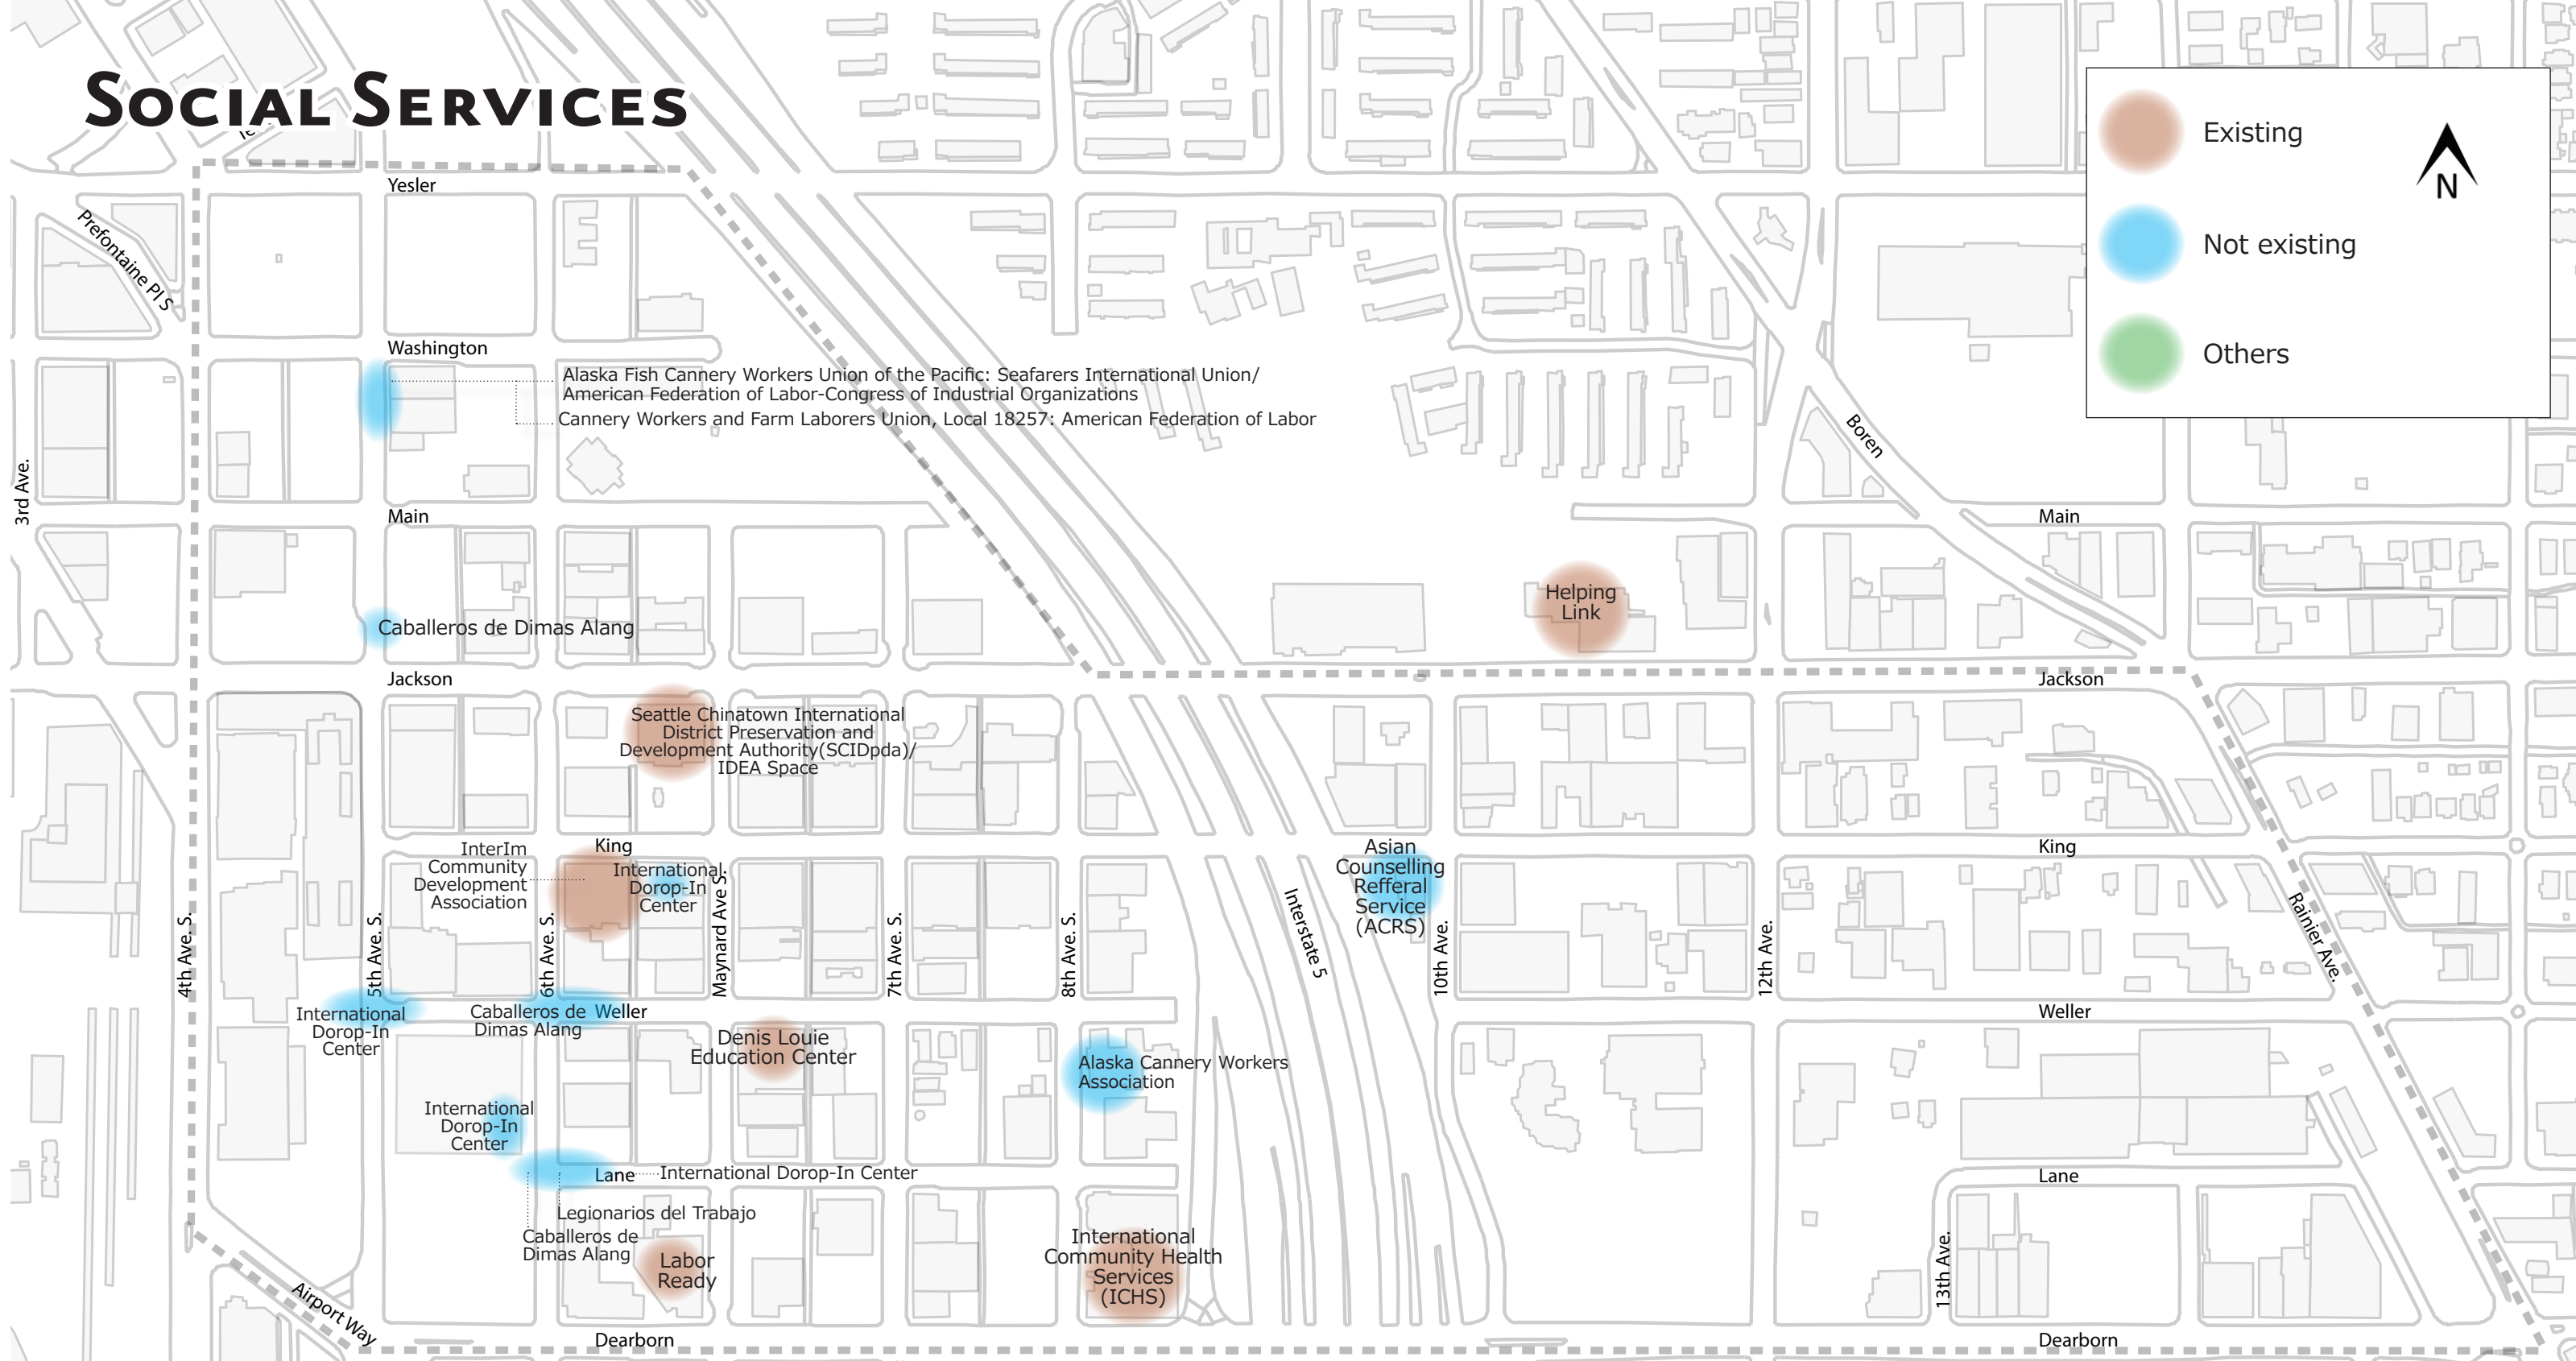 SOCIAL SERVICES
Existing
Not existing
Others
N
Yesler
Prefontaine Pl S
Washington
Alaska Fish Cannery Workers Union of the Pacific: Seafarers International Union/
American Federation of Labor-Congress of Industrial Organizations
Cannery Workers and Farm Laborers Union, Local 18257: American Federation of Labor
Boren
3rd Ave.
Main
Main
Helping
Link
Caballeros de Dimas Alang
Jackson
Jackson
Seattle Chinatown International
District Preservation and
Development Authority(SCIDpda)/
IDEA Space
King
King
InterIm
Community
Development
Association
International
Dorop-In
Center
Asian
Counselling
Refferal
Service
(ACRS)
4th Ave. S.
5th Ave. S.
6th Ave. S.
Maynard Ave S.
7th Ave. S.
8th Ave. S.
Interstate 5
10th Ave.
12th Ave.
Rainier Ave.
International
Dorop-In
Center
Caballeros de
Dimas Alang
Weller
Weller
Denis Louie
Education Center
Alaska Cannery Workers
Association
International
Dorop-In
Center
Lane
International Dorop-In Center
Lane
Legionarios del Trabajo
Caballeros de
Dimas Alang
Labor
Ready
International
Community Health
Services
(ICHS)
13th Ave.
Airport Way
Dearborn
Dearborn